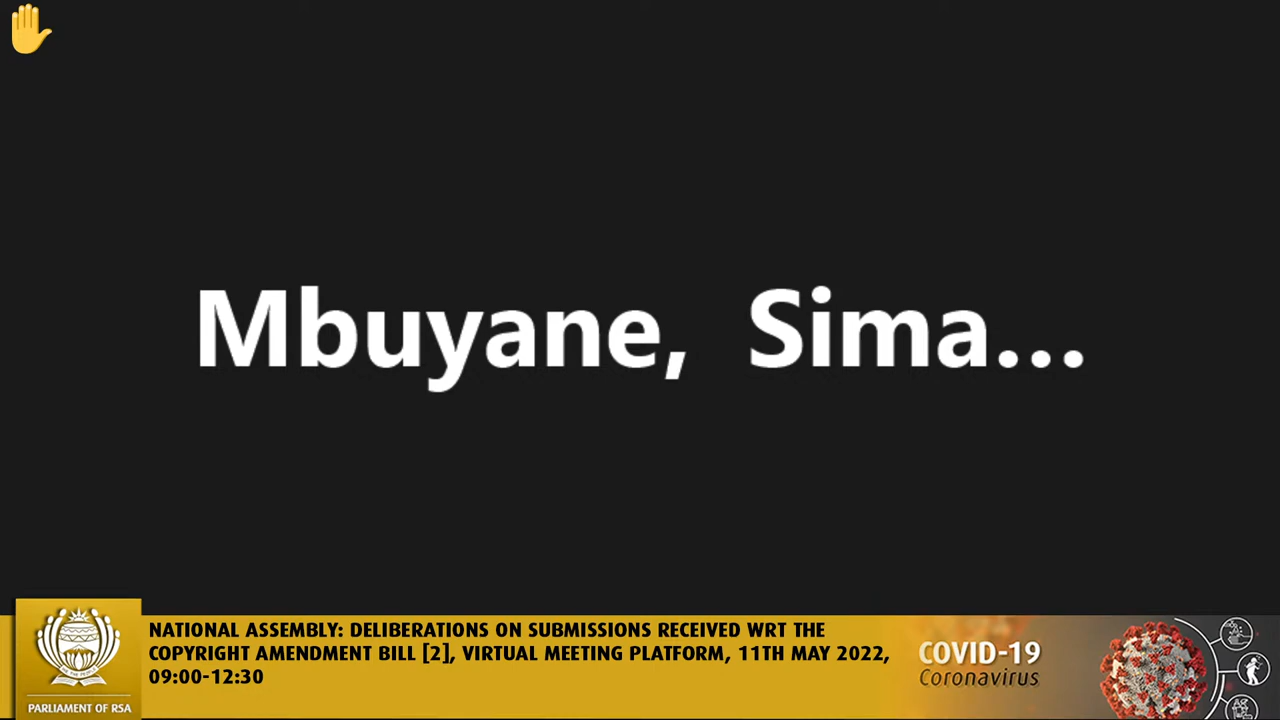 Mbuyane, Sima...
NATIONAL ASSEMBLY: DELIBERATIONS ON SUBMISSIONS RECEIVED WRT THE
COPYRIGHT AMENDMENT BILL [2], VIRTUAL MEETING PLATFORM, 11TH MAY 2022,
09:00-12:30
COVID-19
Coronavirus
PARLIAMENT OF RSA